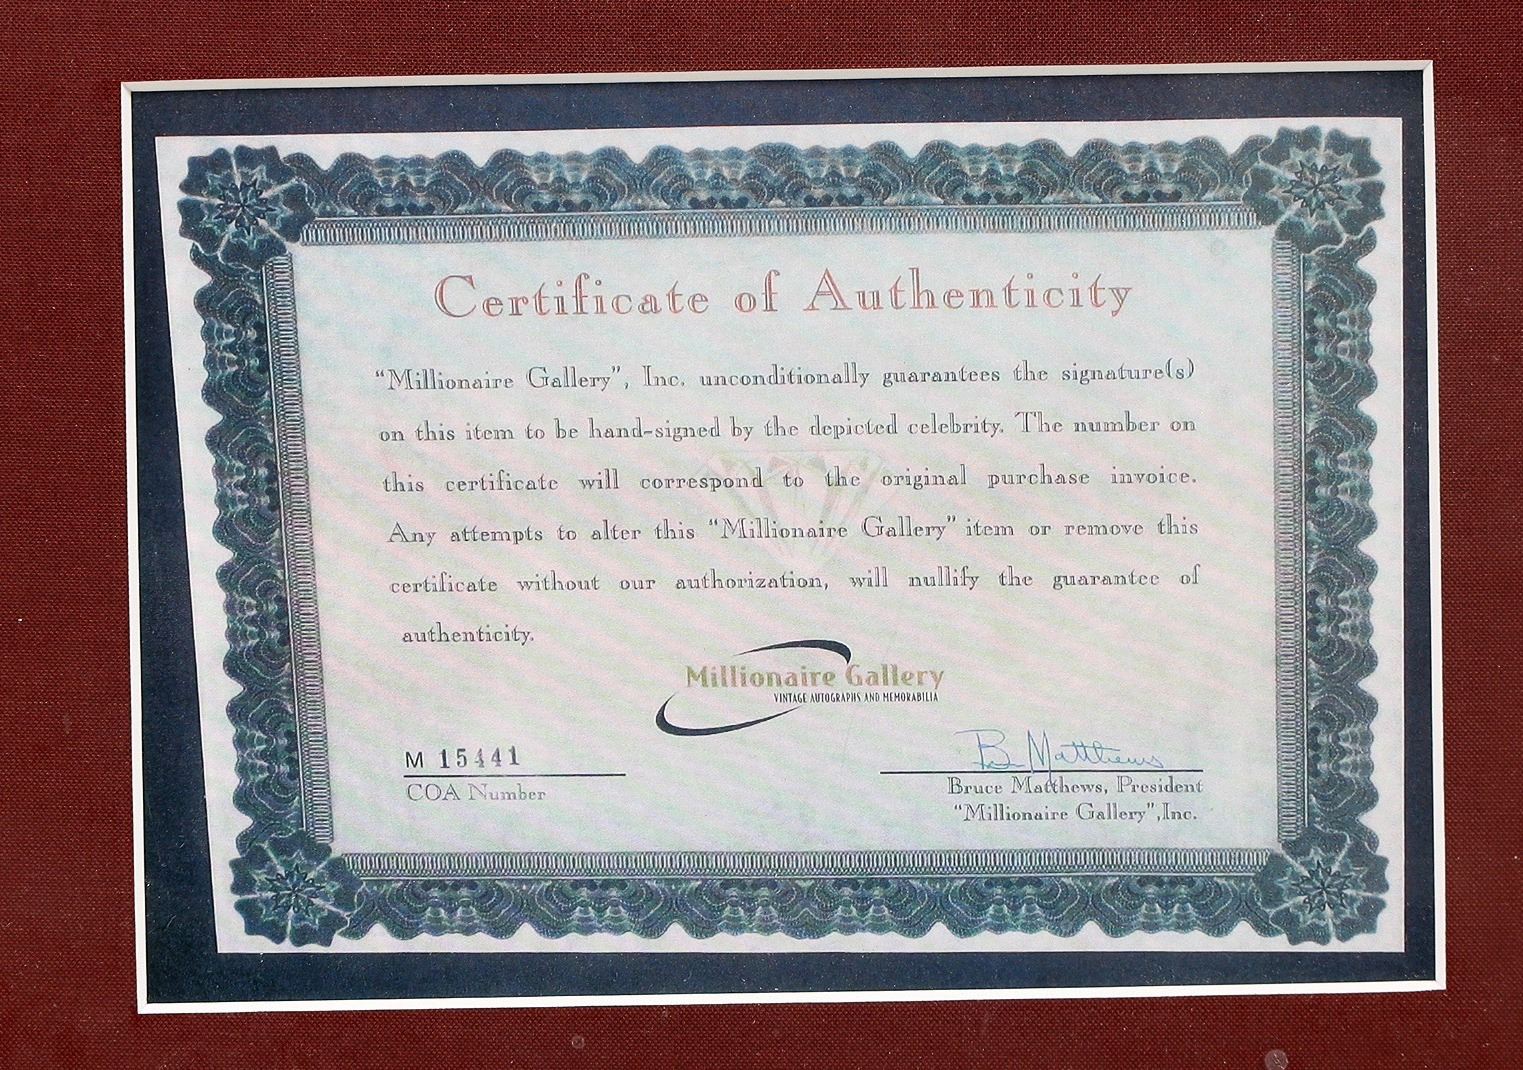 Certificate of Authenticity
"Millionaire Gallery", Inc. unconditionally guarantees the signature(s)
on this item to be hand-signed by the depicted celebrity. The number on
this certificate will correspond to the original purchase invoice.
Any attempts to alter this "Millionaire Gallery" item or remove this
certificate without our authorization, will nullify the guarantee of
authenticity.
Millionaire Gallery
VINTAGE AUTOGRAPHS AND MEMORABILIA
M 15441
COA Number
B Matthews
Bruce Matthews, President
"Millionaire Gallery",Inc.